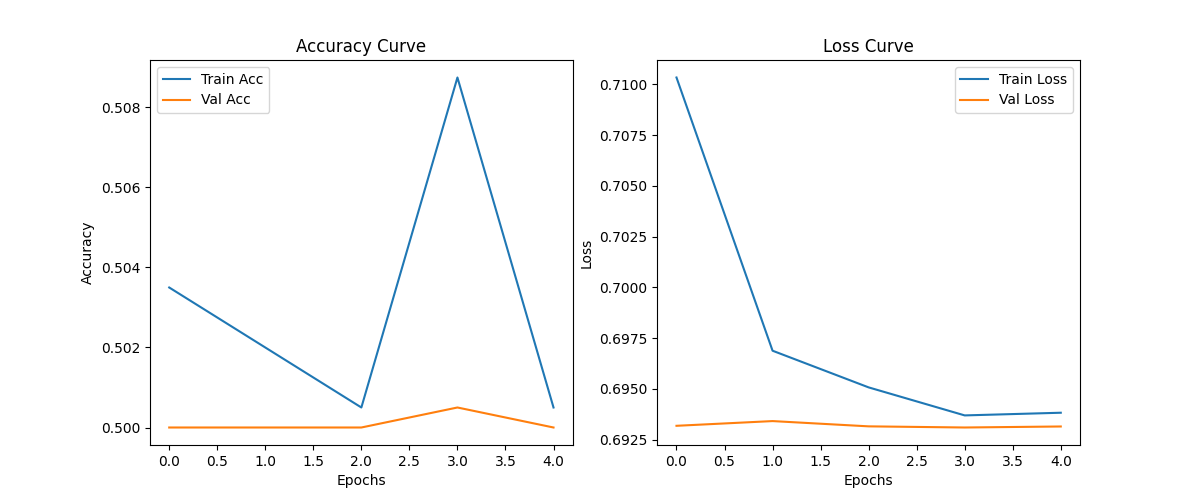 Accuracy Curve
Train Acc
Val Acc
0.508
0.506
0.504
0.502
0.500
Accuracy
0.0 0.5 1.0 1.5 2.0 2.5 3.0 3.5 4.0
Epochs
Loss Curve
Train Loss
Val Loss
0.7100
0.7075
0.7050
0.7025
0.7000
0.6975
0.6950
0.6925
Loss
0.0 0.5 1.0 1.5 2.0 2.5 3.0 3.5 4.0
Epochs